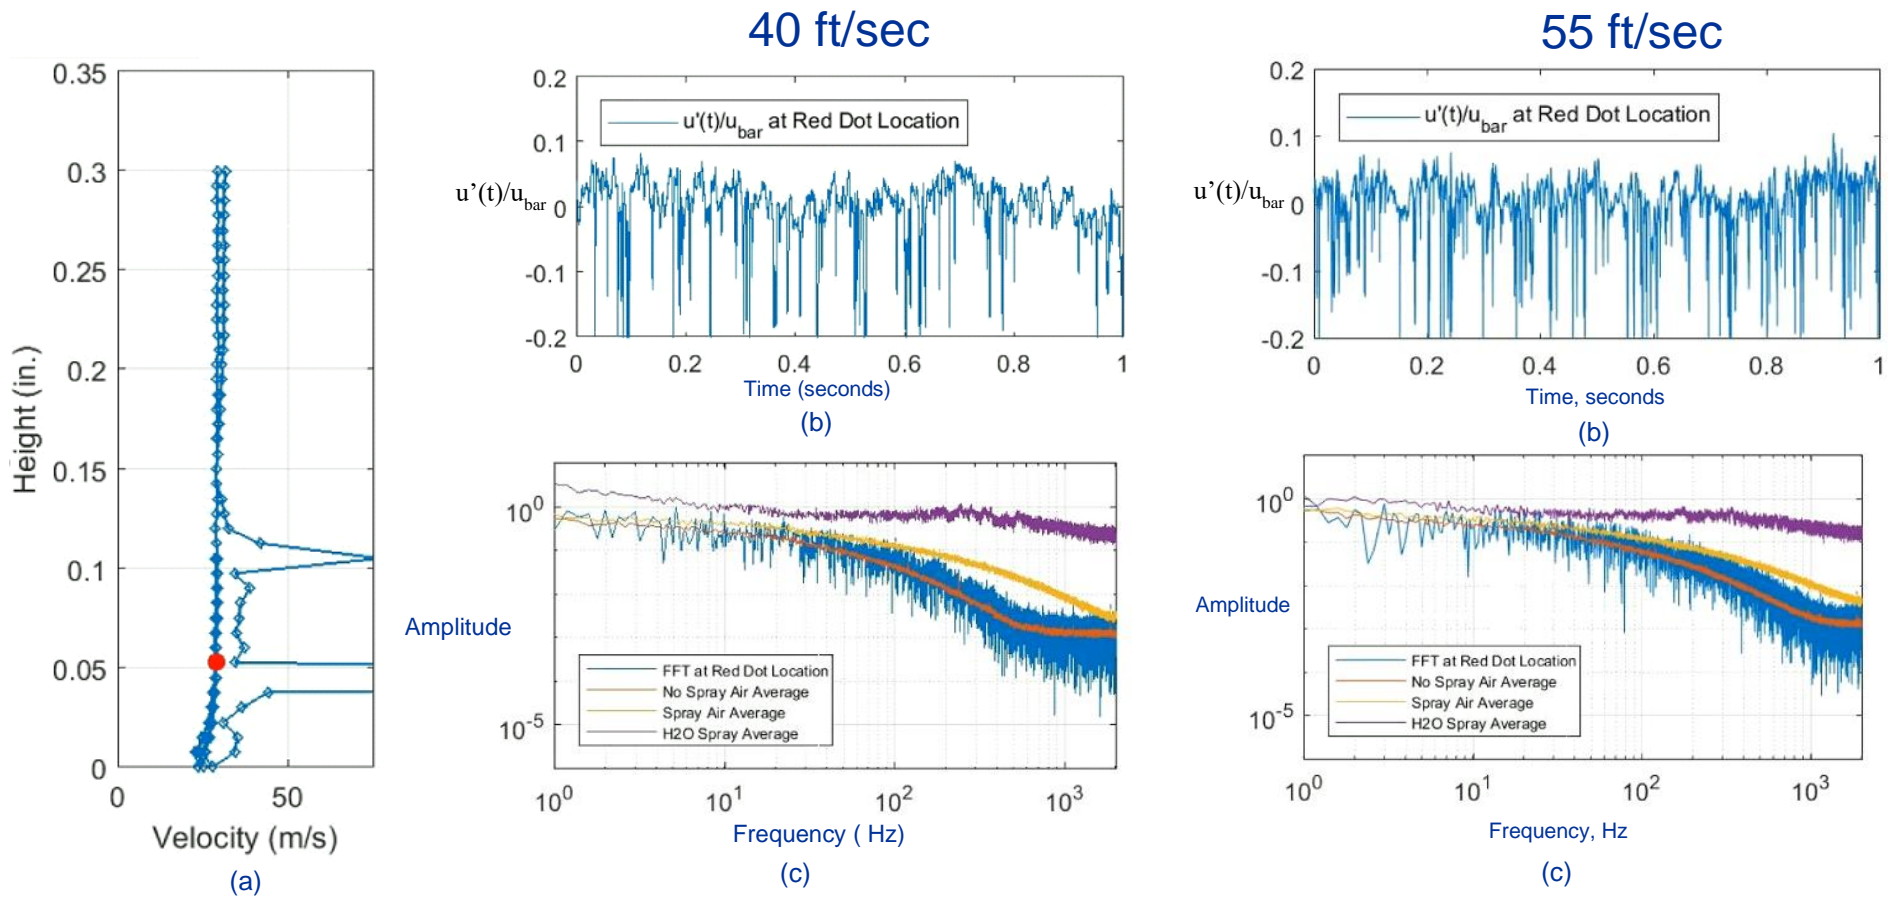 40 ft/sec
55 ft/sec
0.35
0.3
0.25
0.2
0.15
0.1
0.05
0
Height (in.)
0
50
Velocity (m/s)
(a)
0.2
0.1
0
-0.1
-0.2
u'(t)/u_bar at Red Dot Location
u’(t)/u_bar
0
0.2
0.4
0.6
0.8
1
Time (seconds)
(b)
0.2
0.1
0
-0.1
-0.2
u'(t)/u_bar at Red Dot Location
u’(t)/u_bar
0
0.2
0.4
0.6
0.8
1
Time, seconds
(b)
10^0
10^-5
Amplitude
FFT at Red Dot Location
No Spray Air Average
Spray Air Average
H2O Spray Average
10^0
10^1
10^2
10^3
Frequency ( Hz)
(c)
10^0
10^-5
Amplitude
FFT at Red Dot Location
No Spray Air Average
Spray Air Average
H2O Spray Average
10^0
10^1
10^2
10^3
Frequency, Hz
(c)